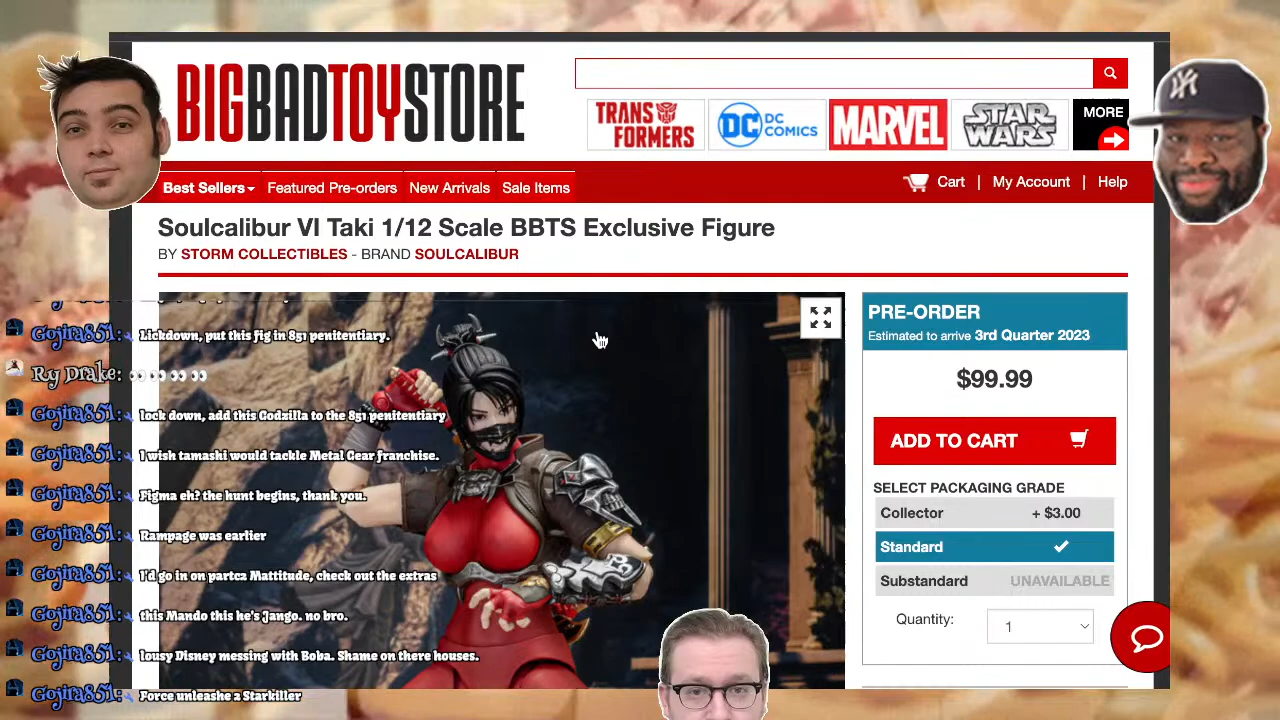 BIGBADTOYSTORE
TRANSFORMERS
DC
DC COMICS
MARVEL
STAR WARS
MORE
Best Sellers
Featured Pre-orders
New Arrivals
Sale Items
Cart | My Account | Help
Soulcalibur VI Taki 1/12 Scale BBTS Exclusive Figure
BY STORM COLLECTIBLES - BRAND SOULCALIBUR
PRE-ORDER
Estimated to arrive 3rd Quarter 2023
$99.99
ADD TO CART
SELECT PACKAGING GRADE
Collector + $3.00
Standard
Substandard UNAVAILABLE
Quantity: 1
Gojira851: Lickdown, put this fig in 851 penitentiary.
Ry Drake: 👀 👀 👀 👀
Gojira851: lock down, add this Godzilla to the 851 penitentiary
Gojira851: I wish tamashi would tackle Metal Gear franchise.
Gojira851: Figma eh? the hunt begins, thank you.
Gojira851: Rampage was earlier
Gojira851: I'd go in on partc2 Mattitude, check out the extras
Gojira851: this Mando this he's Jango. no bro.
Gojira851: lousy Disney messing with Boba. Shame on there houses.
Gojira851: Force unleashe a Starkiller